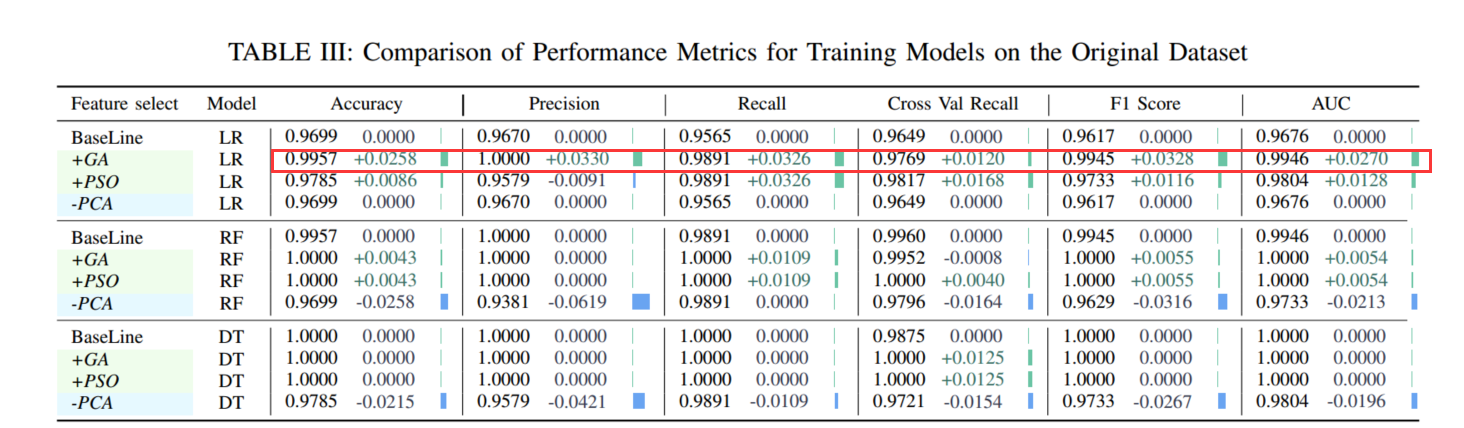 TABLE III: Comparison of Performance Metrics for Training Models on the Original Dataset
Feature select Model Accuracy Precision Recall Cross Val Recall F1 Score AUC
BaseLine LR 0.9699 0.0000 0.9670 0.0000 0.9565 0.0000 0.9649 0.0000 0.9617 0.0000 0.9676 0.0000
+GA LR 0.9957 +0.0258 1.0000 +0.0330 0.9891 +0.0326 0.9769 +0.0120 0.9945 +0.0328 0.9946 +0.0270
+PSO LR 0.9785 +0.0086 0.9579 -0.0091 0.9891 +0.0326 0.9817 +0.0168 0.9733 +0.0116 0.9804 +0.0128
-PCA LR 0.9699 0.0000 0.9670 0.0000 0.9565 0.0000 0.9649 0.0000 0.9617 0.0000 0.9676 0.0000
BaseLine RF 0.9957 0.0000 1.0000 0.0000 0.9891 0.0000 0.9960 0.0000 0.9945 0.0000 0.9946 0.0000
+GA RF 1.0000 +0.0043 1.0000 0.0000 1.0000 +0.0109 0.9952 -0.0008 1.0000 +0.0055 1.0000 +0.0054
+PSO RF 1.0000 +0.0043 1.0000 0.0000 1.0000 +0.0109 1.0000 +0.0040 1.0000 +0.0055 1.0000 +0.0054
-PCA RF 0.9699 -0.0258 0.9381 -0.0619 0.9891 0.0000 0.9796 -0.0164 0.9629 -0.0316 0.9733 -0.0213
BaseLine DT 1.0000 0.0000 1.0000 0.0000 1.0000 0.0000 0.9875 0.0000 1.0000 0.0000 1.0000 0.0000
+GA DT 1.0000 0.0000 1.0000 0.0000 1.0000 0.0000 1.0000 +0.0125 1.0000 0.0000 1.0000 0.0000
+PSO DT 1.0000 0.0000 1.0000 0.0000 1.0000 0.0000 1.0000 +0.0125 1.0000 0.0000 1.0000 0.0000
-PCA DT 0.9785 -0.0215 0.9579 -0.0421 0.9891 -0.0109 0.9721 -0.0154 0.9733 -0.0267 0.9804 -0.0196